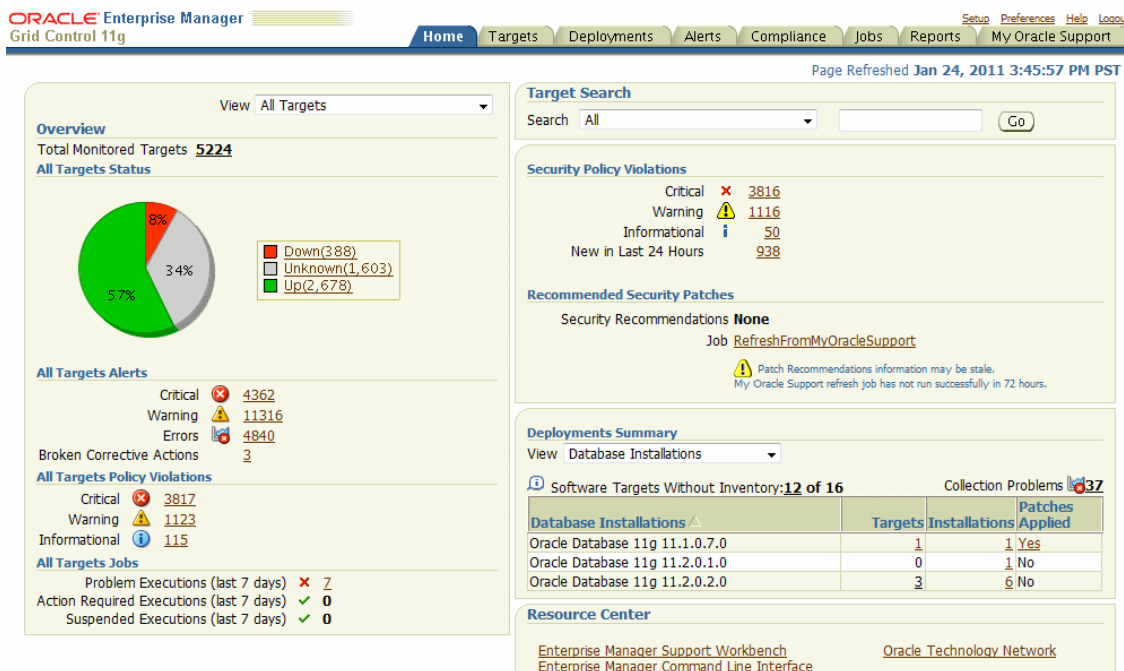 ORACLE Enterprise Manager
Grid Control 11g
Setup Preferences Help Logou
Home Targets Deployments Alerts Compliance Jobs Reports My Oracle Support
Page Refreshed Jan 24, 2011 3:45:57 PM PST
View All Targets
Overview
Total Monitored Targets 5224
All Targets Status
8%
34%
57%
Down(388)
Unknown(1,603)
Up(2,678)
All Targets Alerts
Critical 4362
Warning 11316
Errors 4840
Broken Corrective Actions 3
All Targets Policy Violations
Critical 3817
Warning 1123
Informational 115
All Targets Jobs
Problem Executions (last 7 days) 7
Action Required Executions (last 7 days) 0
Suspended Executions (last 7 days) 0
Target Search
Search All Go
Security Policy Violations
Critical 3816
Warning 1116
Informational 50
New in Last 24 Hours 938
Recommended Security Patches
Security Recommendations None
Job RefreshFromMyOracleSupport
Patch Recommendations information may be stale.
My Oracle Support refresh job has not run successfully in 72 hours.
Deployments Summary
View Database Installations
Software Targets Without Inventory:12 of 16 Collection Problems 37
Database Installations Targets Installations Patches Applied
Oracle Database 11g 11.1.0.7.0 1 1 Yes
Oracle Database 11g 11.2.0.1.0 0 1 No
Oracle Database 11g 11.2.0.2.0 3 6 No
Resource Center
Enterprise Manager Support Workbench Oracle Technology Network
Enterprise Manager Command Line Interface